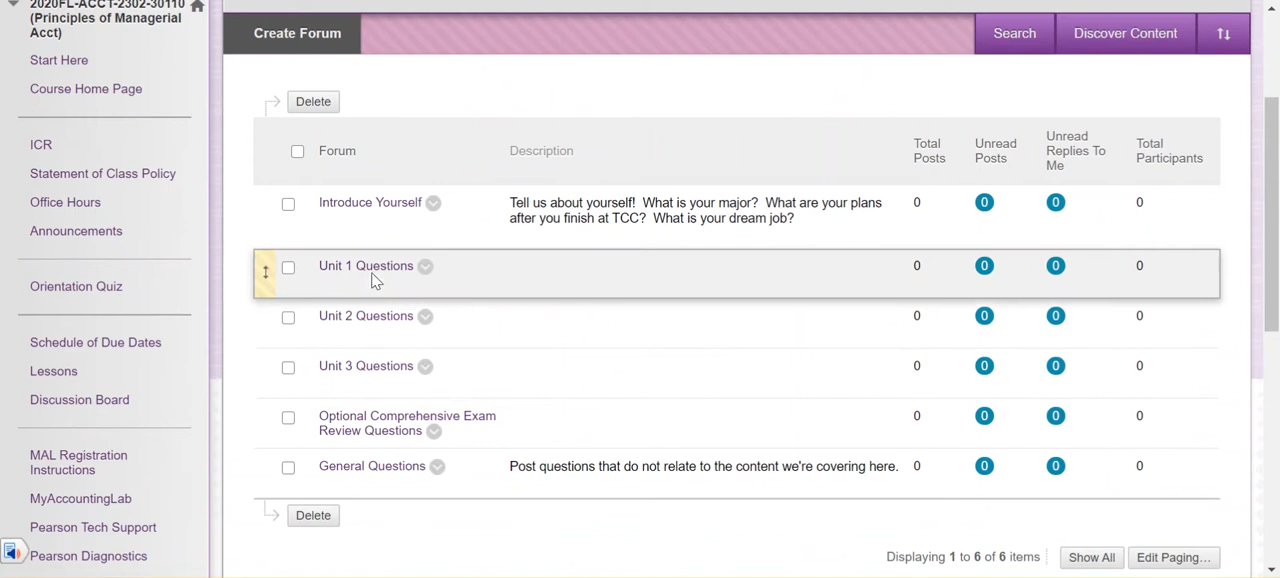 2020FL-ACCT-2302-30110
(Principles of Managerial
Acct)
Start Here
Course Home Page
ICR
Statement of Class Policy
Office Hours
Announcements
Orientation Quiz
Schedule of Due Dates
Lessons
Discussion Board
MAL Registration
Instructions
MyAccountingLab
Pearson Tech Support
Pearson Diagnostics
Create Forum
Search
Discover Content
Delete
Forum
Description
Total
Posts
Unread
Posts
Unread
Replies To
Me
Total
Participants
Introduce Yourself
Tell us about yourself! What is your major? What are your plans
after you finish at TCC? What is your dream job?
0
0
0
0
Unit 1 Questions
0
0
0
0
Unit 2 Questions
0
0
0
0
Unit 3 Questions
0
0
0
0
Optional Comprehensive Exam
Review Questions
0
0
0
0
General Questions
Post questions that do not relate to the content we're covering here.
0
0
0
0
Delete
Displaying 1 to 6 of 6 items
Show All
Edit Paging...